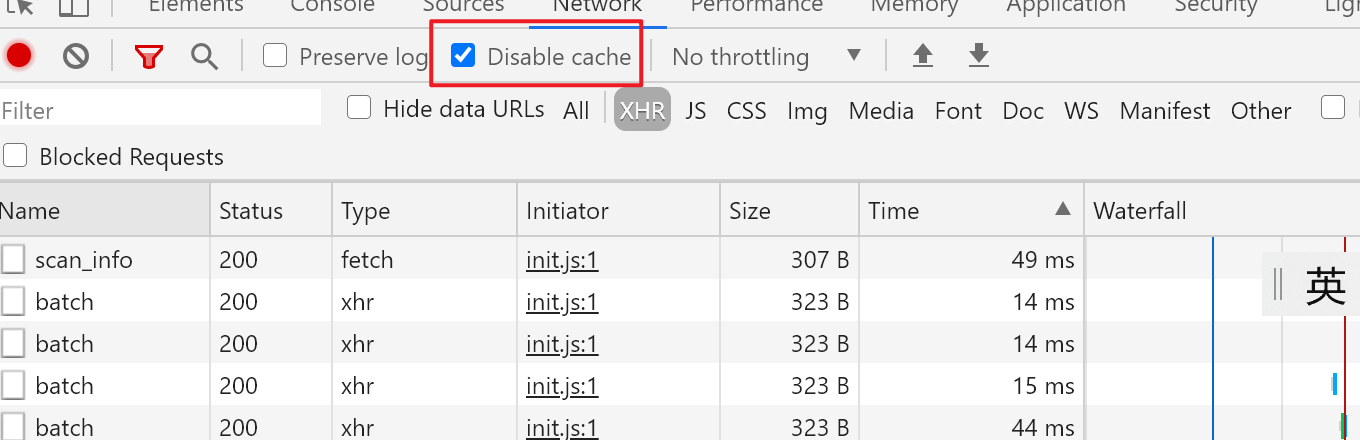 Elements Console Sources Network Performance Memory Application Security
Preserve log Disable cache No throttling
Filter Hide data URLs All XHR JS CSS Img Media Font Doc WS Manifest Other
Blocked Requests
Name Status Type Initiator Size Time Waterfall
scan_info 200 fetch init.js:1 307 B 49 ms
英
batch 200 xhr init.js:1 323 B 14 ms
batch 200 xhr init.js:1 323 B 14 ms
batch 200 xhr init.js:1 323 B 15 ms
batch 200 xhr init.js:1 323 B 44 ms